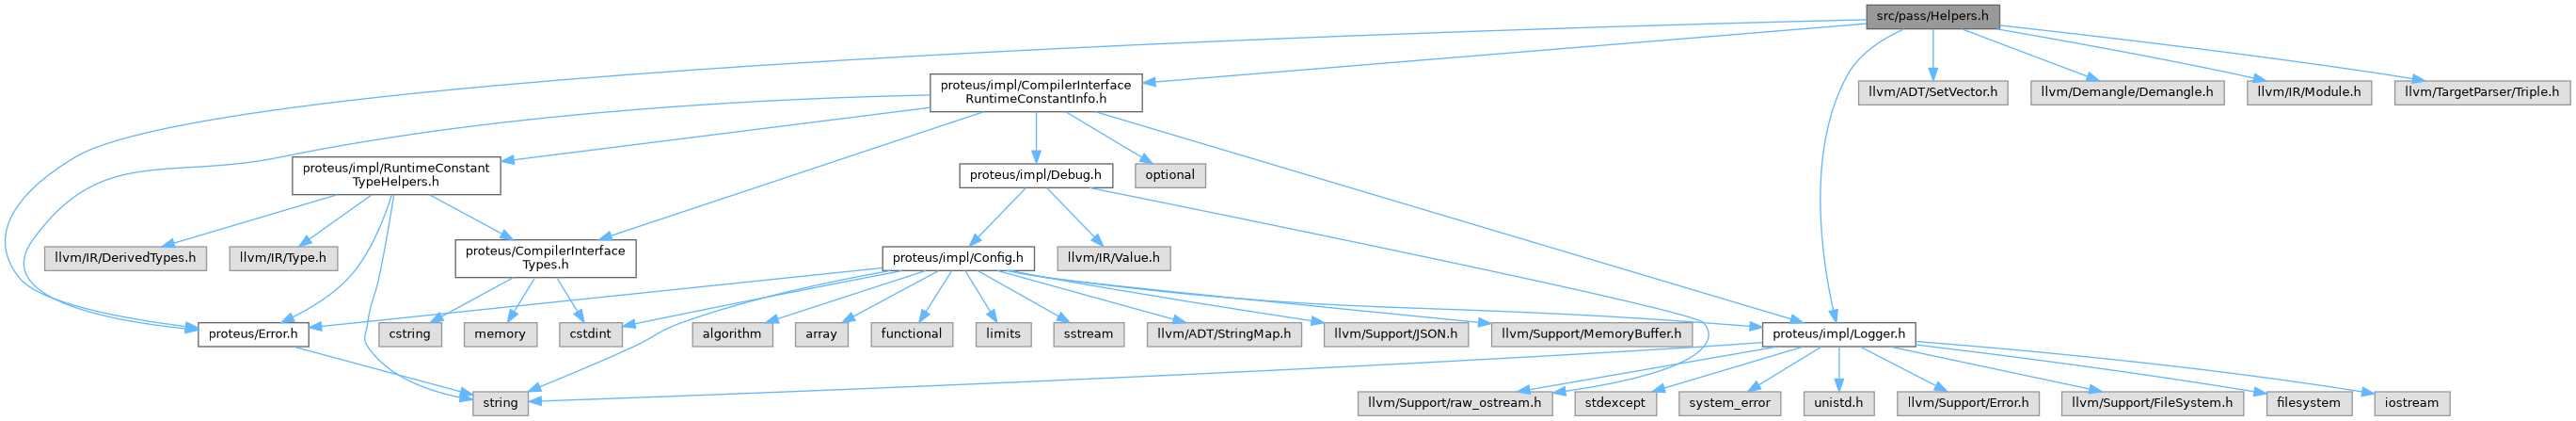 src/pass/Helpers.h
proteus/impl/CompilerInterface
RuntimeConstantInfo.h
llvm/ADT/SetVector.h
llvm/Demangle/Demangle.h
llvm/IR/Module.h
llvm/TargetParser/Triple.h
proteus/impl/RuntimeConstant
TypeHelpers.h
proteus/impl/Debug.h
optional
llvm/IR/DerivedTypes.h
llvm/IR/Type.h
proteus/CompilerInterface
Types.h
proteus/impl/Config.h
llvm/IR/Value.h
proteus/Error.h
cstring
memory
cstdint
algorithm
array
functional
limits
sstream
llvm/ADT/StringMap.h
llvm/Support/JSON.h
llvm/Support/MemoryBuffer.h
proteus/impl/Logger.h
string
llvm/Support/raw_ostream.h
stdexcept
system_error
unistd.h
llvm/Support/Error.h
llvm/Support/FileSystem.h
filesystem
iostream